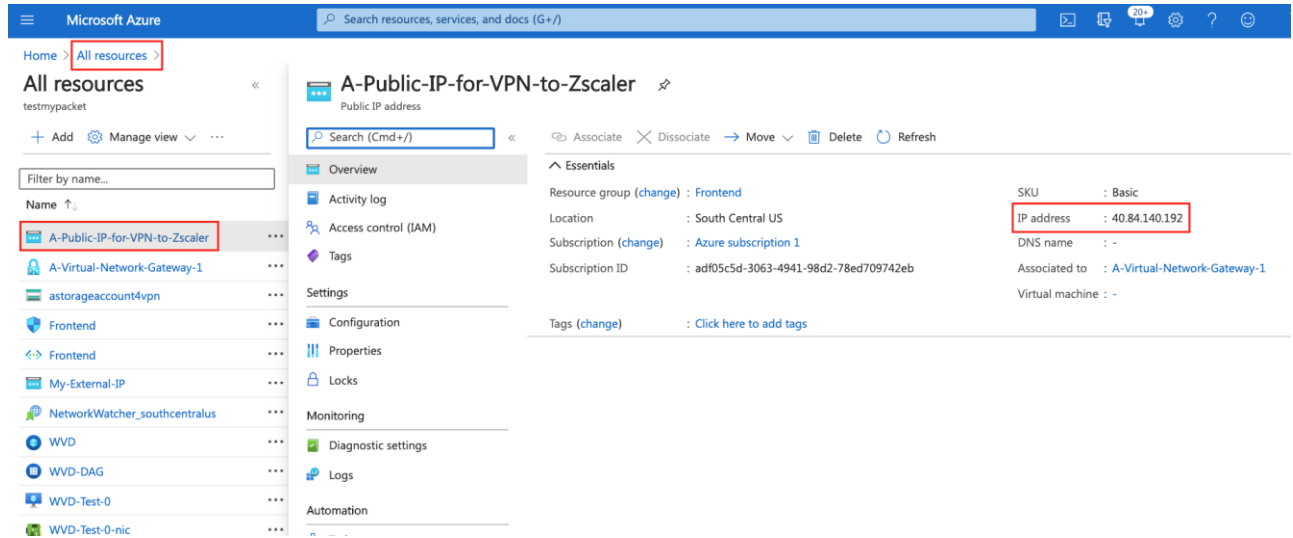 Microsoft Azure
Search resources, services, and docs (G+/)
20+
Home > All resources >
All resources
testmypacket
+ Add
Manage view
Filter by name...
Name ↑↓
A-Public-IP-for-VPN-to-Zscaler
A-Virtual-Network-Gateway-1
astorageaccount4vpn
Frontend
Frontend
My-External-IP
NetworkWatcher_southcentralus
WVD
WVD-DAG
WVD-Test-0
WVD-Test-0-nic
A-Public-IP-for-VPN-to-Zscaler
Public IP address
Search (Cmd+/)
Overview
Activity log
Access control (IAM)
Tags
Settings
Configuration
Properties
Locks
Monitoring
Diagnostic settings
Logs
Automation
Associate
Dissociate
Move
Delete
Refresh
Essentials
Resource group (change) : Frontend
Location : South Central US
Subscription (change) : Azure subscription 1
Subscription ID : adf05c5d-3063-4941-98d2-78ed709742eb
SKU : Basic
IP address : 40.84.140.192
DNS name : -
Associated to : A-Virtual-Network-Gateway-1
Virtual machine : -
Tags (change) : Click here to add tags